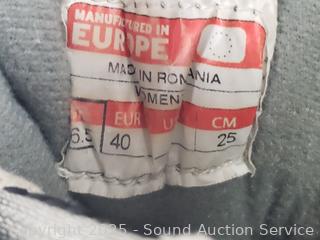 MANUFACTURED IN
EUROPE
MADE IN ROMANIA
WOMEN
EUR CM
6.5 40 25
Copyright 2025 - Sound Auction Service